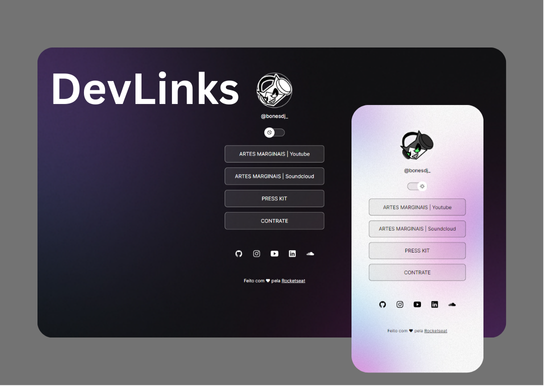 DevLinks
@bonesdj_
ARTES MARGINAIS | Youtube
ARTES MARGINAIS | Soundcloud
PRESS KIT
CONTRATE
Feito com ♥ pela Rocketseat
@bonesdj_
ARTES MARGINAIS | Youtube
ARTES MARGINAIS | Soundcloud
PRESS KIT
CONTRATE
Feito com ♥ pela Rocketseat